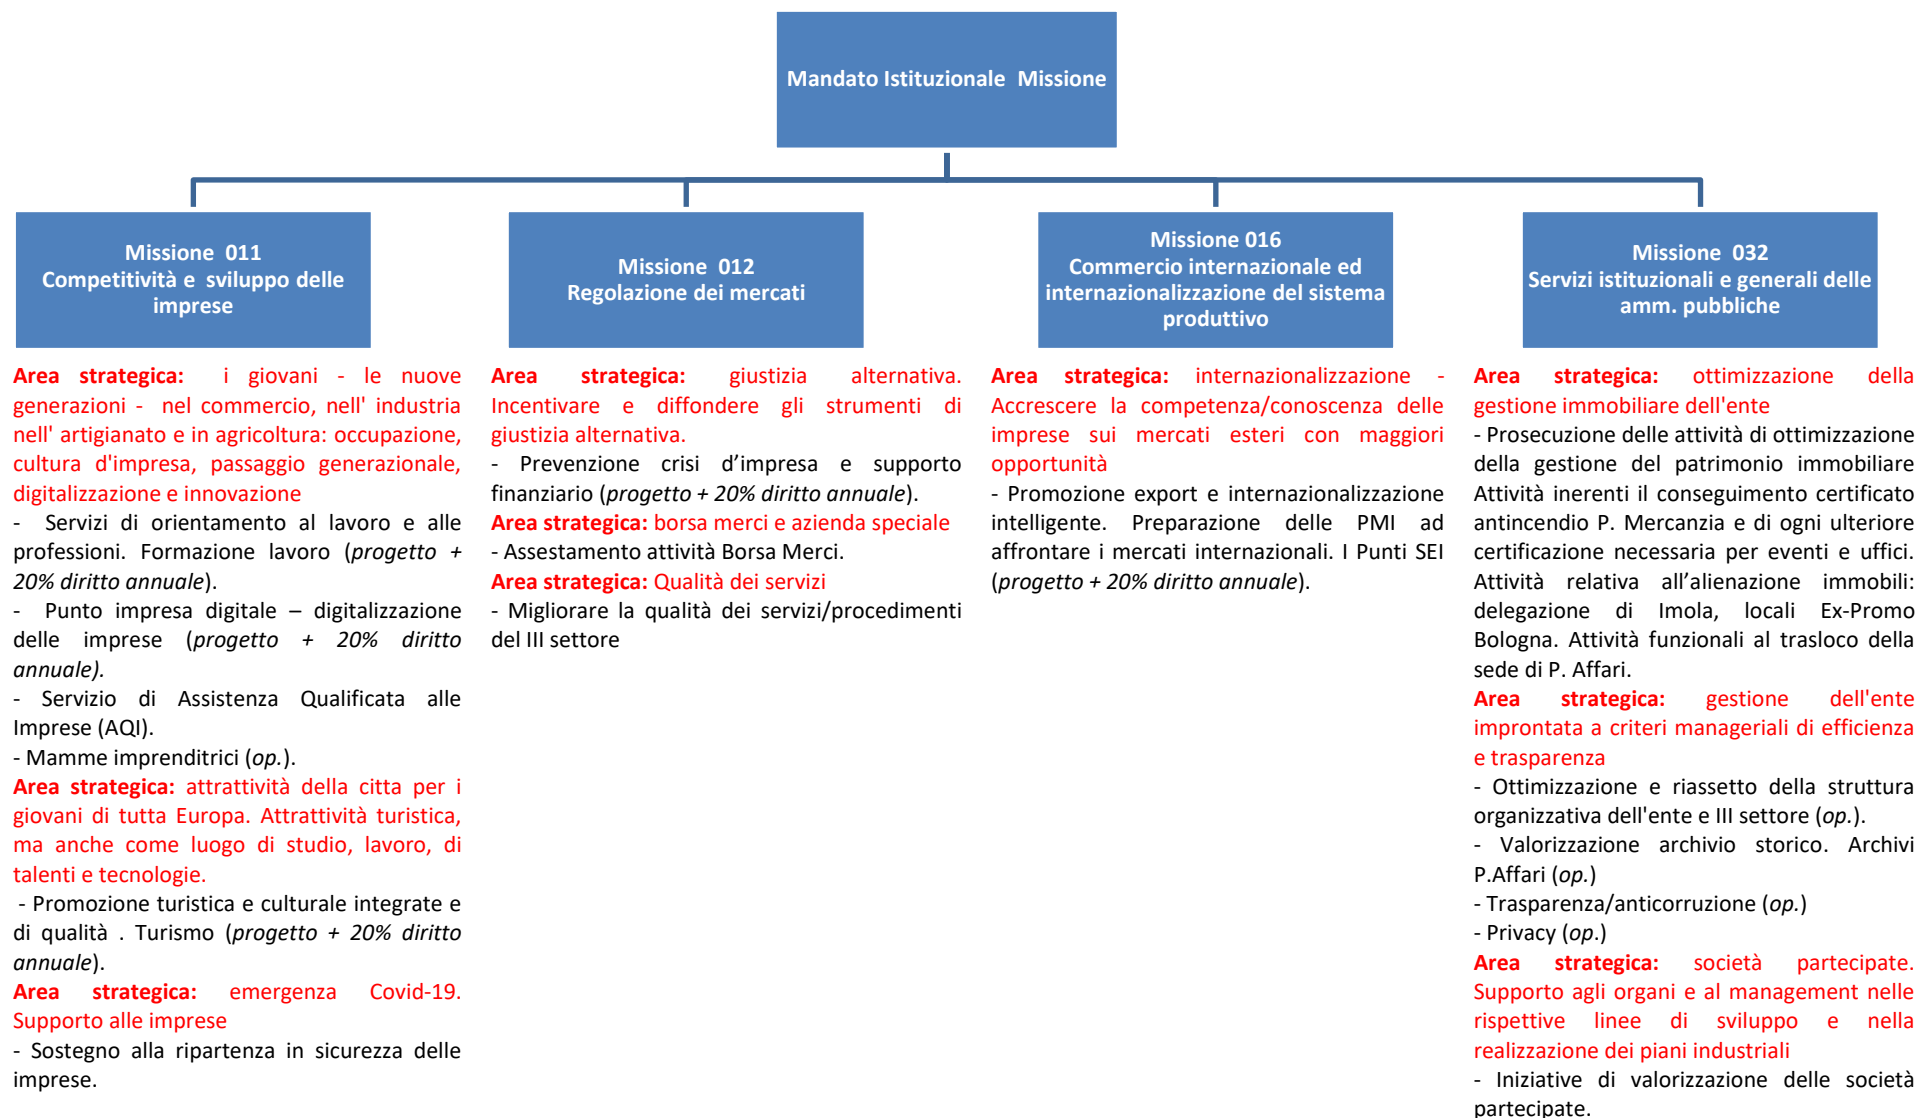 Mandato Istituzionale Missione
Missione 011
Competitività e sviluppo delle
imprese
Missione 012
Regolazione dei mercati
Missione 016
Commercio internazionale ed
internazionalizzazione del sistema
produttivo
Missione 032
Servizi istituzionali e generali delle
amm. pubbliche
Area strategica: i giovani - le nuove
generazioni - nel commercio, nell' industria
nell' artigianato e in agricoltura: occupazione,
cultura d'impresa, passaggio generazionale,
digitalizzazione e innovazione
- Servizi di orientamento al lavoro e alle
professioni. Formazione lavoro (progetto +
20% diritto annuale).
- Punto impresa digitale – digitalizzazione
delle imprese (progetto + 20% diritto
annuale).
- Servizio di Assistenza Qualificata alle
Imprese (AQI).
- Mamme imprenditrici (op.).
Area strategica: attrattività della citta per i
giovani di tutta Europa. Attrattività turistica,
ma anche come luogo di studio, lavoro, di
talenti e tecnologie.
- Promozione turistica e culturale integrate e
di qualità . Turismo (progetto + 20% diritto
annuale).
Area strategica: emergenza Covid-19.
Supporto alle imprese
- Sostegno alla ripartenza in sicurezza delle
imprese.
Area strategica: giustizia alternativa.
Incentivare e diffondere gli strumenti di
giustizia alternativa.
- Prevenzione crisi d’impresa e supporto
finanziario (progetto + 20% diritto annuale).
Area strategica: borsa merci e azienda speciale
- Assestamento attività Borsa Merci.
Area strategica: Qualità dei servizi
- Migliorare la qualità dei servizi/procedimenti
del III settore
Area strategica: internazionalizzazione -
Accrescere la competenza/conoscenza delle
imprese sui mercati esteri con maggiori
opportunità
- Promozione export e internazionalizzazione
intelligente. Preparazione delle PMI ad
affrontare i mercati internazionali. I Punti SEI
(progetto + 20% diritto annuale).
Area strategica: ottimizzazione della
gestione immobiliare dell'ente
- Prosecuzione delle attività di ottimizzazione
della gestione del patrimonio immobiliare
Attività inerenti il conseguimento certificato
antincendio P. Mercanzia e di ogni ulteriore
certificazione necessaria per eventi e uffici.
Attività relativa all’alienazione immobili:
delegazione di Imola, locali Ex-Promo
Bologna. Attività funzionali al trasloco della
sede di P. Affari.
Area strategica: gestione dell'ente
improntata a criteri manageriali di efficienza
e trasparenza
- Ottimizzazione e riassetto della struttura
organizzativa dell'ente e III settore (op.).
- Valorizzazione archivio storico. Archivi
P.Affari (op.)
- Trasparenza/anticorruzione (op.)
- Privacy (op.)
Area strategica: società partecipate.
Supporto agli organi e al management nelle
rispettive linee di sviluppo e nella
realizzazione dei piani industriali
- Iniziative di valorizzazione delle società
partecipate.